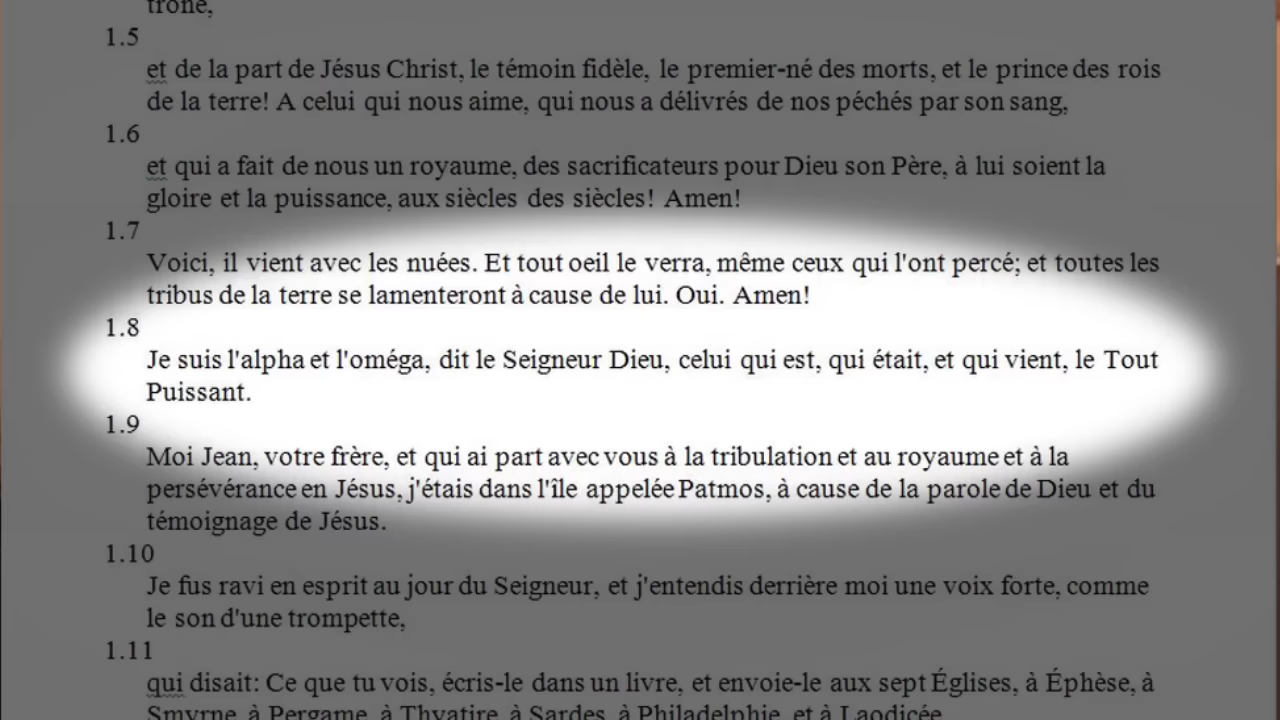 trône,
1.5
et de la part de Jésus Christ, le témoin fidèle, le premier-né des morts, et le prince des rois
de la terre! A celui qui nous aime, qui nous a délivrés de nos péchés par son sang,
1.6
et qui a fait de nous un royaume, des sacrificateurs pour Dieu son Père, à lui soient la
gloire et la puissance, aux siècles des siècles! Amen!
1.7
Voici, il vient avec les nuées. Et tout oeil le verra, même ceux qui l'ont percé; et toutes les
tribus de la terre se lamenteront à cause de lui. Oui. Amen!
1.8
Je suis l'alpha et l'oméga, dit le Seigneur Dieu, celui qui est, qui était, et qui vient, le Tout
Puissant.
1.9
Moi Jean, votre frère, et qui ai part avec vous à la tribulation et au royaume et à la
persévérance en Jésus, j'étais dans l'île appelée Patmos, à cause de la parole de Dieu et du
témoignage de Jésus.
1.10
Je fus ravi en esprit au jour du Seigneur, et j'entendis derrière moi une voix forte, comme
le son d'une trompette,
1.11
qui disait: Ce que tu vois, écris-le dans un livre, et envoie-le aux sept Églises, à Éphèse, à
Smyrne, à Pergame, à Thyatire, à Sardes, à Philadelphie, et à Laodicée